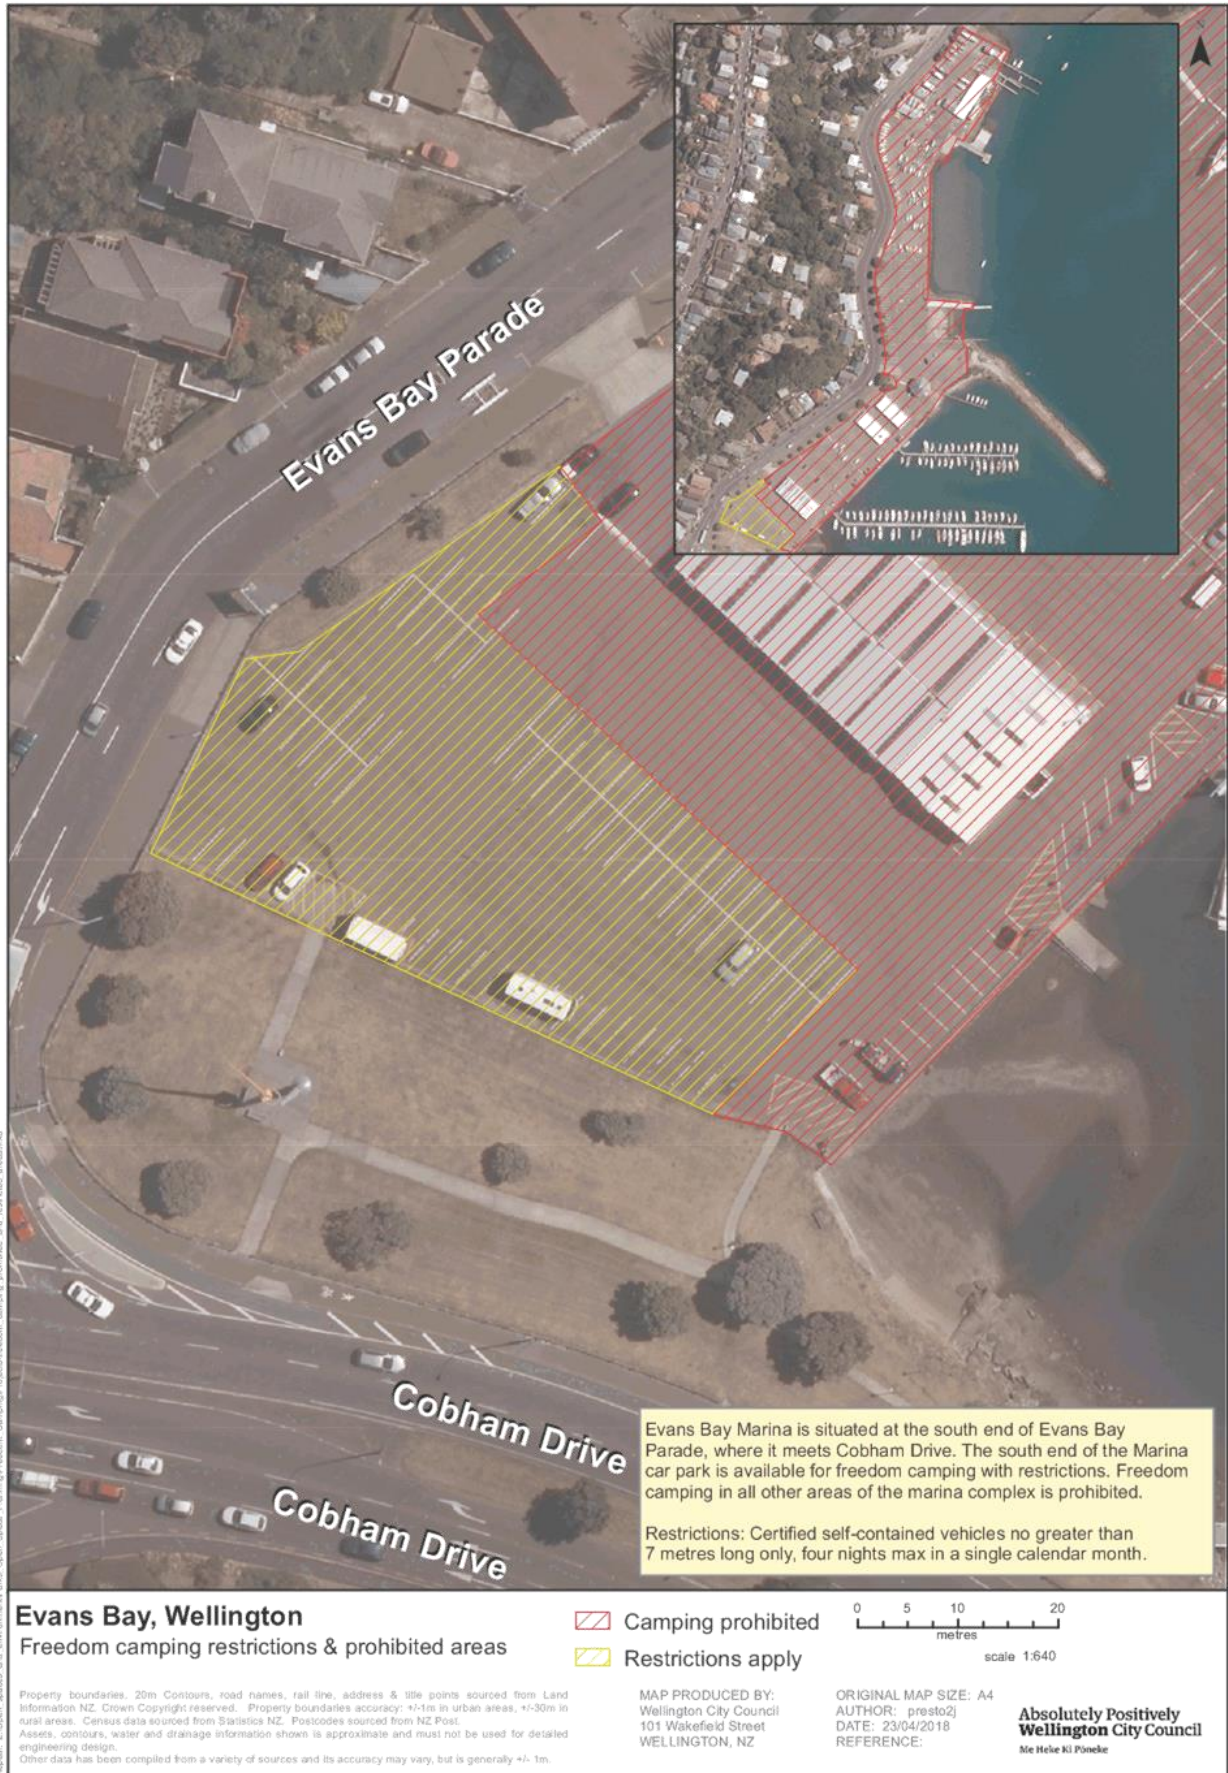 Evans Bay Parade
Cobham Drive
Cobham Drive
Evans Bay Marina is situated at the south end of Evans Bay
Parade, where it meets Cobham Drive. The south end of the Marina
car park is available for freedom camping with restrictions. Freedom
camping in all other areas of the marina complex is prohibited.
Restrictions: Certified self-contained vehicles no greater than
7 metres long only, four nights max in a single calendar month.
Evans Bay, Wellington
Freedom camping restrictions & prohibited areas
Camping prohibited
Restrictions apply
0 5 10 20
metres
scale 1:640
Property boundaries, 20m Contours, road names, rail line, address & title points sourced from Land
Information NZ. Crown Copyright reserved. Property boundaries accuracy: +/-1m in urban areas, +/-30m in
rural areas. Census data sourced from Statistics NZ. Postcodes sourced from NZ Post.
Assets, contours, water and drainage information shown is approximate and must not be used for detailed
engineering design.
Other data has been compiled from a variety of sources and its accuracy may vary, but is generally +/- 1m.
MAP PRODUCED BY:
Wellington City Council
101 Wakefield Street
WELLINGTON, NZ
ORIGINAL MAP SIZE: A4
AUTHOR: presto2j
DATE: 23/04/2018
REFERENCE:
Absolutely Positively
Wellington City Council
Me Heke Ki Pōneke